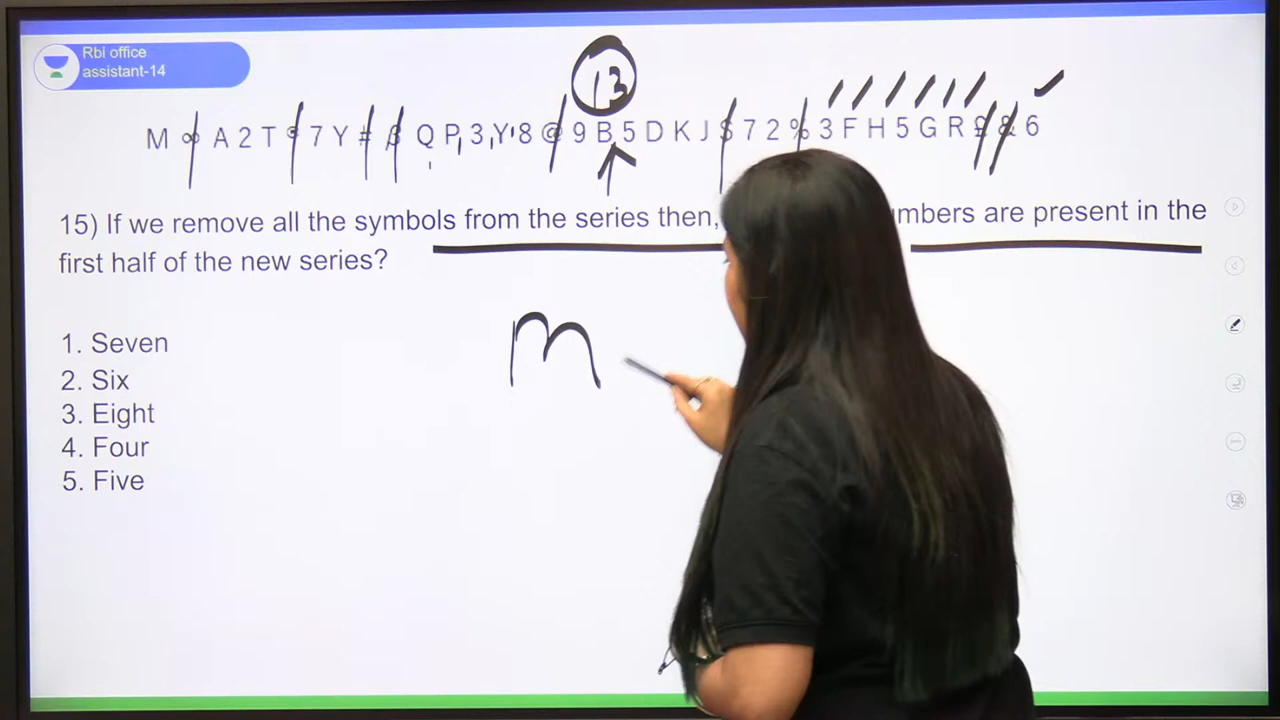 Rbi office
assistant-14
13
M ∞ A 2 T 7 Y # β Q P 3 Y 8 @ 9 B 5 D K J $ 7 2 % 3 F H 5 G R £ & 6
15) If we remove all the symbols from the series then, numbers are present in the
first half of the new series?
M
1. Seven
2. Six
3. Eight
4. Four
5. Five